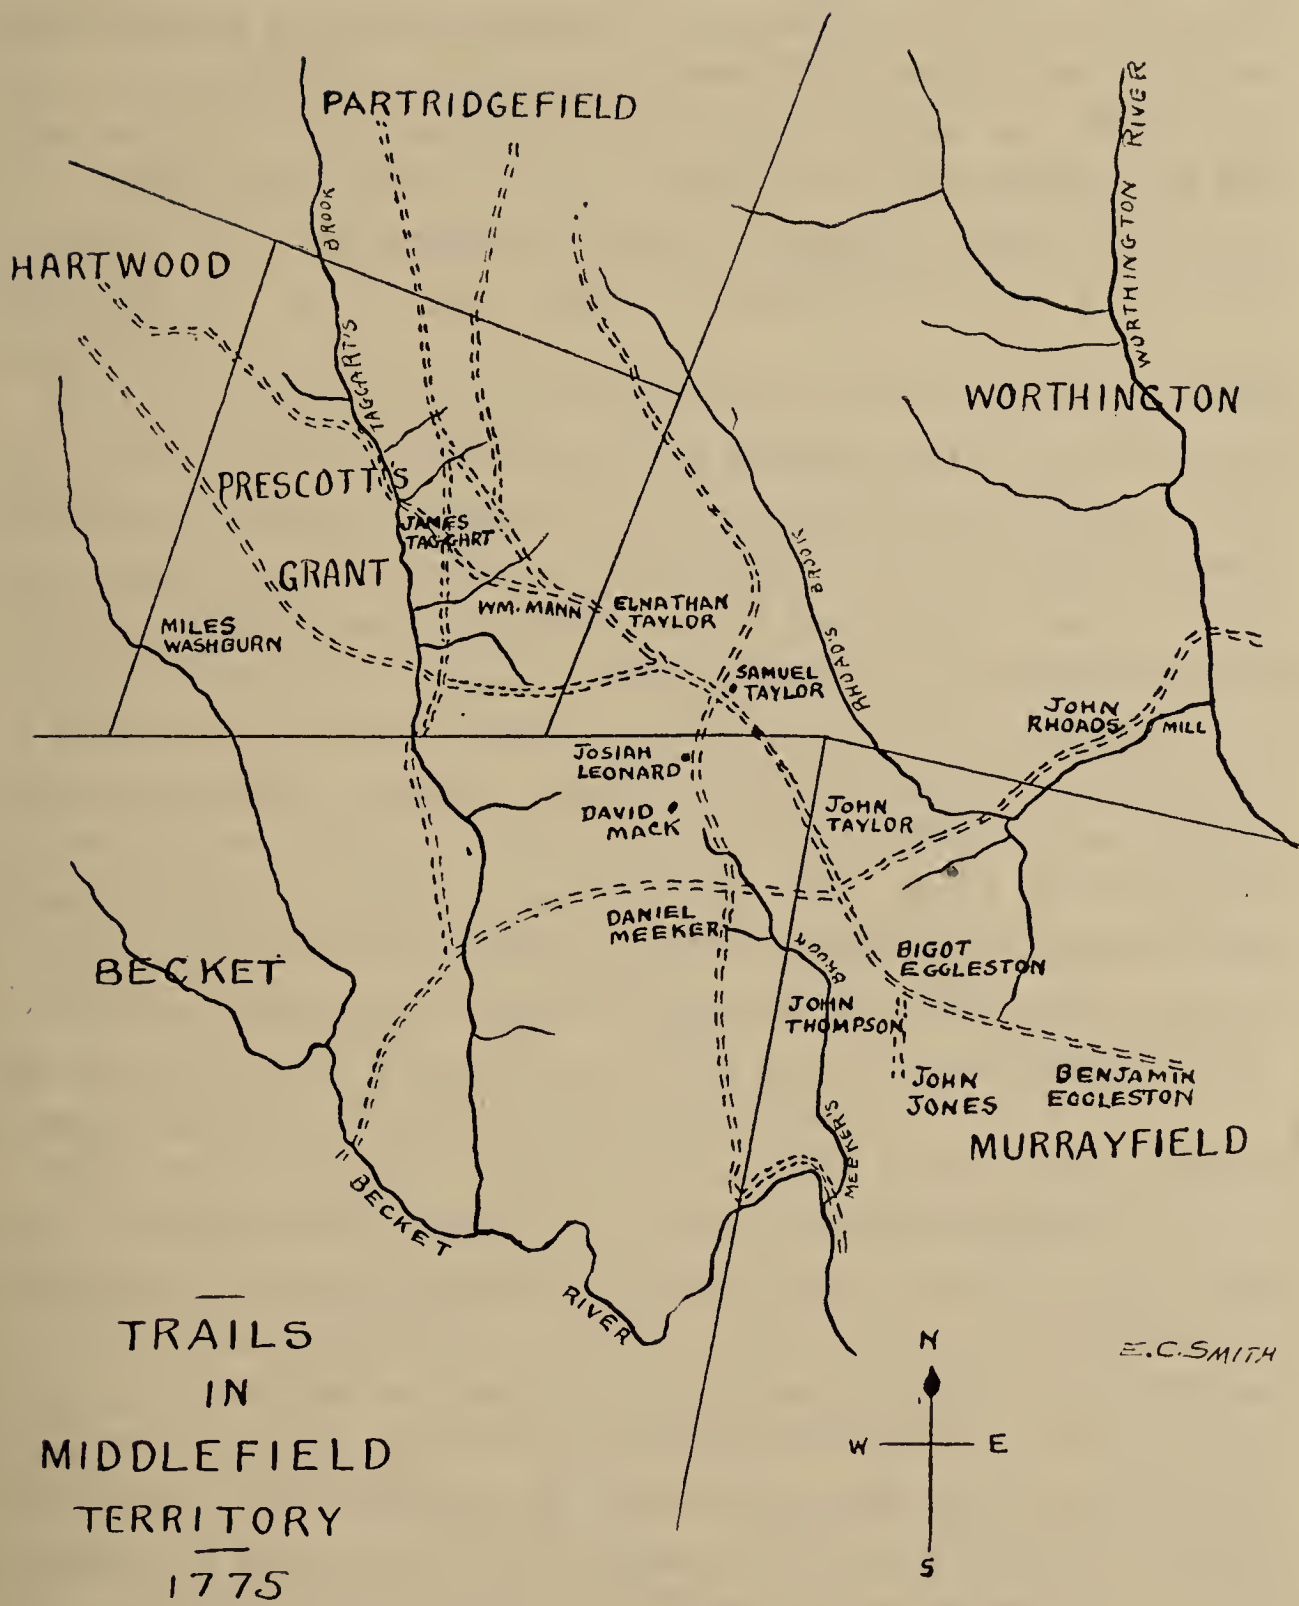 PARTRIDGEFIELD
HARTWOOD
BROOK
TAGGART'S
WORTHINGTON RIVER
WORTHINGTON
PRESCOTT'S
GRANT
JAMES
TAGGHRT
WM. MANN
ELNATHAN
TAYLOR
MILES
WASHBURN
SAMUEL
TAYLOR
RHOAD'S BROOK
JOHN
RHOADS
MILL
JOSIAH
LEONARD
DAVID
MACK
JOHN
TAYLOR
DANIEL
MEEKER
BECKET
BIGOT
EGGLESTON
JOHN
THOMPSON
MEEKER'S BROOK
JOHN
JONES
BENJAMIN
EGGLESTON
MURRAYFIELD
BECKET RIVER
TRAILS
IN
MIDDLEFIELD
TERRITORY
1775
E.C. SMITH
N
W E
S